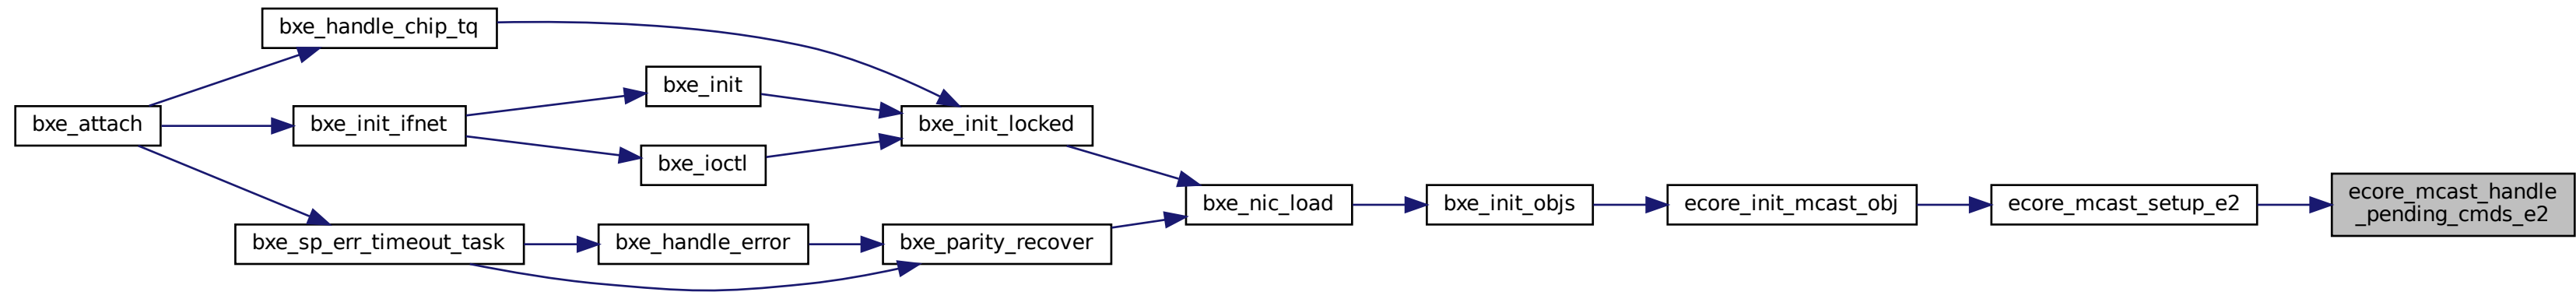 bxe_handle_chip_tq
bxe_init
bxe_attach
bxe_init_ifnet
bxe_init_locked
bxe_ioctl
bxe_nic_load
bxe_init_objs
ecore_init_mcast_obj
ecore_mcast_setup_e2
ecore_mcast_handle
_pending_cmds_e2
bxe_sp_err_timeout_task
bxe_handle_error
bxe_parity_recover